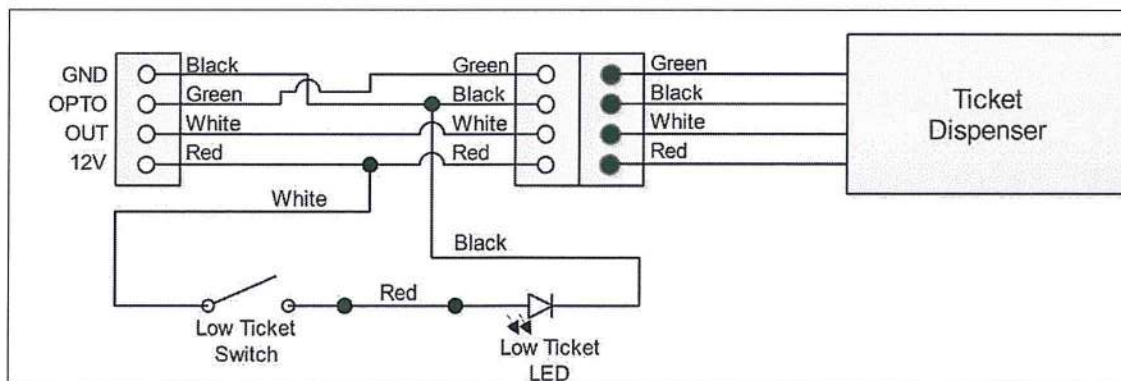 GND Black Green Green
OPTO Green Black Black
OUT White White White
12V Red Red Red
Ticket
Dispenser
White
Black
Red
Low Ticket
Switch
Low Ticket
LED